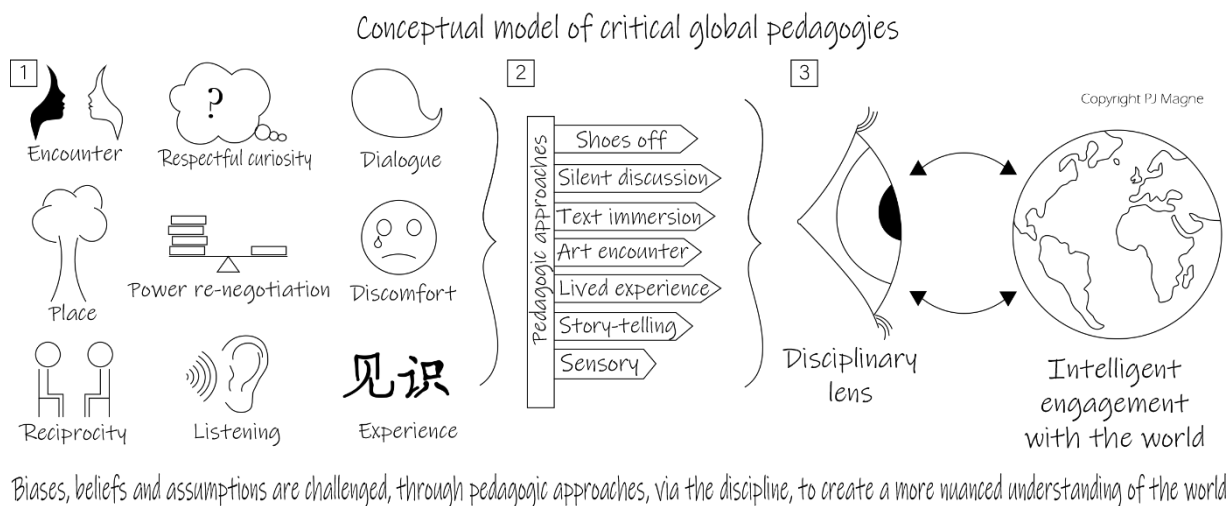 Conceptual model of critical global pedagogies
1
Encounter
?
Respectful curiosity
Dialogue
Place
Power re-negotiation
Discomfort
Reciprocity
Listening
见识
Experience
2
Pedagogic approaches
Shoes off
Silent discussion
Text immersion
Art encounter
Lived experience
Story-telling
Sensory
3
Copyright PJ Magne
Disciplinary
lens
Intelligent
engagement
with the world
Biases, beliefs and assumptions are challenged, through pedagogic approaches, via the discipline, to create a more nuanced understanding of the world